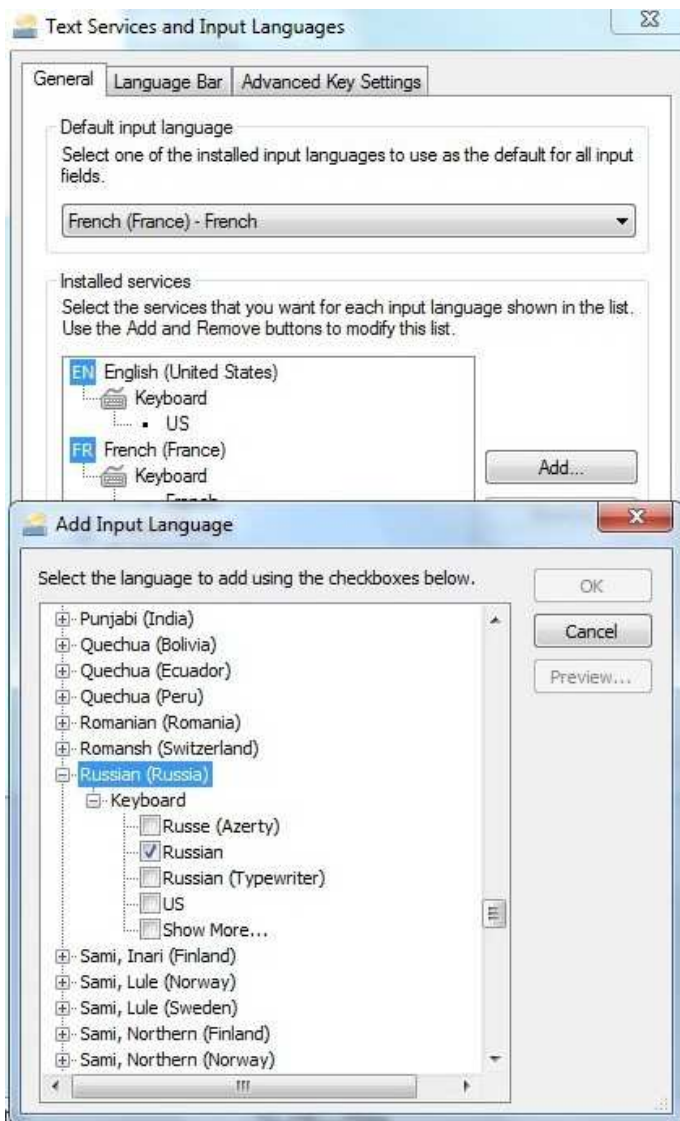 Text Services and Input Languages
General
Language Bar
Advanced Key Settings
Default input language
Select one of the installed input languages to use as the default for all input
fields.
French (France) - French
Installed services
Select the services that you want for each input language shown in the list.
Use the Add and Remove buttons to modify this list.
EN English (United States)
Keyboard
US
FR French (France)
Keyboard
Add...
Add Input Language
Select the language to add using the checkboxes below.
OK
Cancel
Preview...
Punjabi (India)
Quechua (Bolivia)
Quechua (Ecuador)
Quechua (Peru)
Romanian (Romania)
Romansh (Switzerland)
Russian (Russia)
Keyboard
Russe (Azerty)
Russian
Russian (Typewriter)
US
Show More...
Sami, Inari (Finland)
Sami, Lule (Norway)
Sami, Lule (Sweden)
Sami, Northern (Finland)
Sami, Northern (Norway)